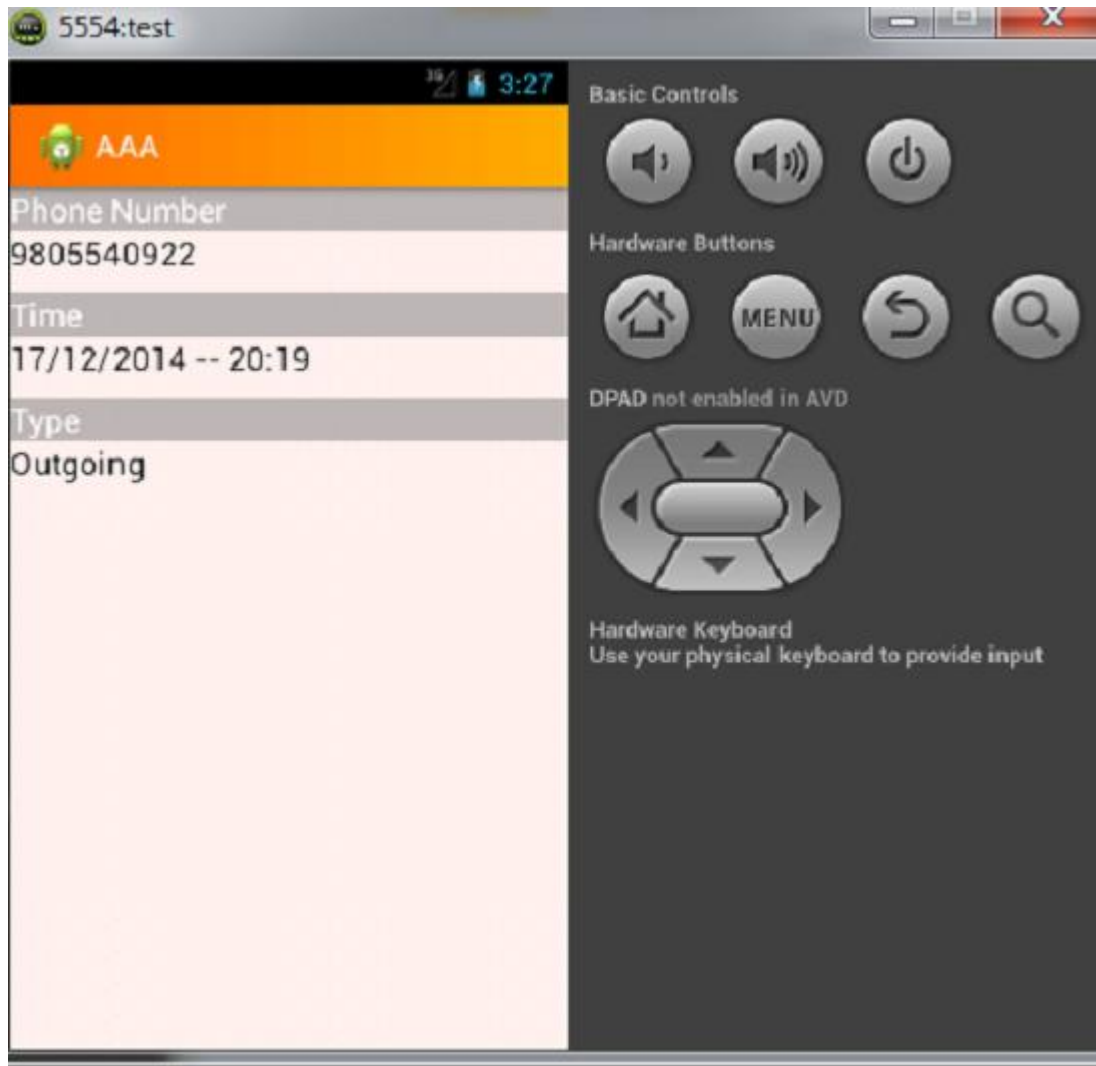 5554:test
3G 3:27
AAA
Phone Number
9805540922
Time
17/12/2014 -- 20:19
Type
Outgoing
Basic Controls
Hardware Buttons
MENU
DPAD not enabled in AVD
Hardware Keyboard
Use your physical keyboard to provide input